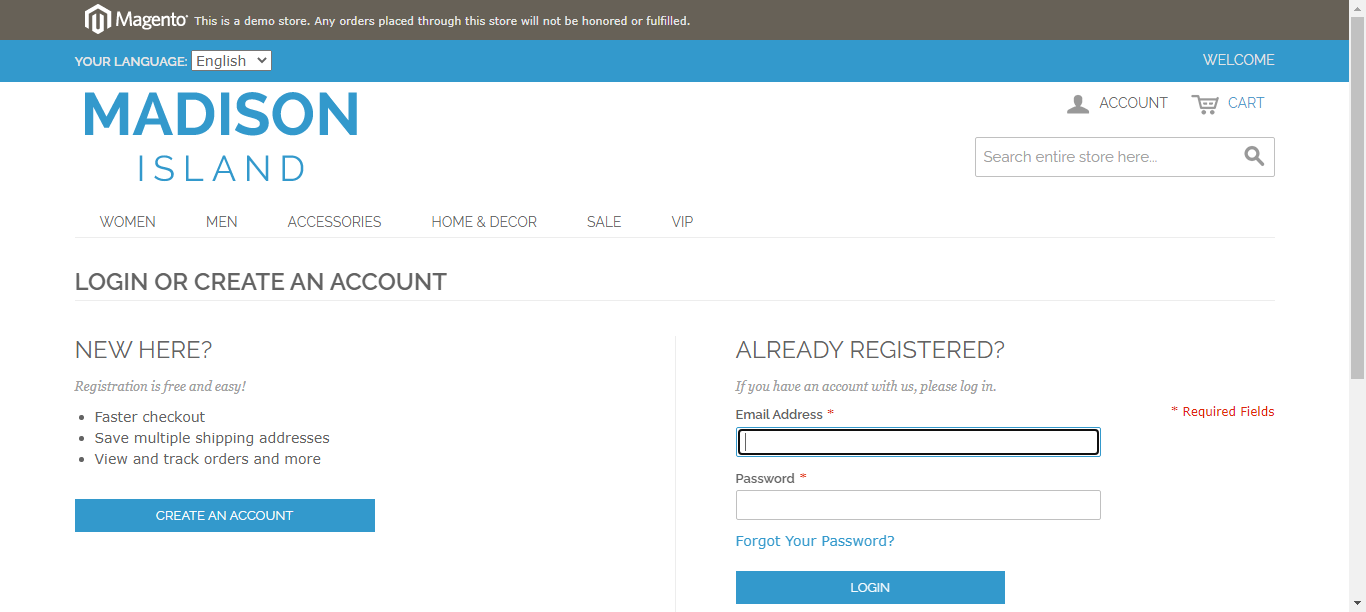 Magento This is a demo store. Any orders placed through this store will not be honored or fulfilled.
YOUR LANGUAGE: English
WELCOME
MADISON
ISLAND
ACCOUNT
CART
Search entire store here...
WOMEN MEN ACCESSORIES HOME & DECOR SALE VIP
LOGIN OR CREATE AN ACCOUNT
NEW HERE?
Registration is free and easy!
Faster checkout
Save multiple shipping addresses
View and track orders and more
CREATE AN ACCOUNT
ALREADY REGISTERED?
If you have an account with us, please log in.
Email Address *
* Required Fields
Password *
Forgot Your Password?
LOGIN